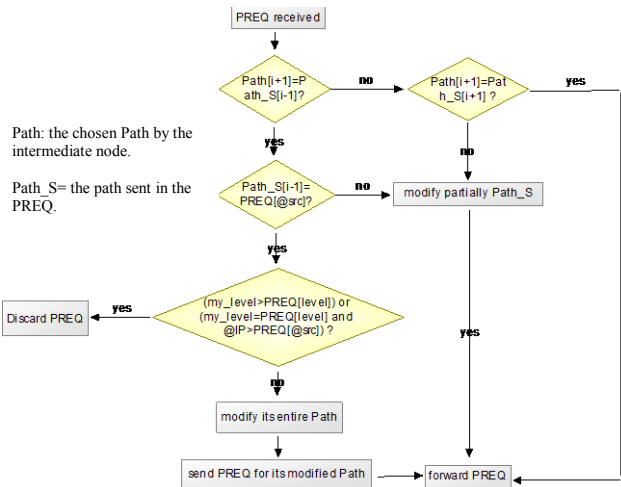 PREQ received
Path[i+1]=P
ath_S[i-1]?
no
Path[i+1]=Pat
h_S[i+1] ?
yes
Path: the chosen Path by the
intermediate node.
yes
no
Path_S= the path sent in the
PREQ.
Path_S[i-1]=
PREQ[@src]?
no
modify partially Path_S
yes
(my_level>PREQ[level]) or
(my_level=PREQ[level] and
@IP>PREQ[@src]) ?
yes
Discard PREQ
yes
no
modify its entire Path
send PREQ for its modified Path
forward PREQ